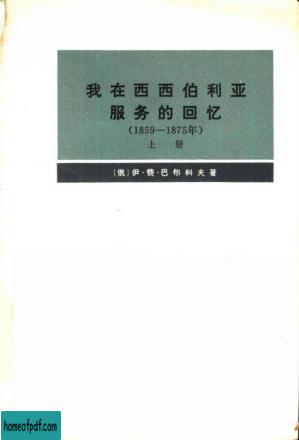 我在西西伯利亚
服务的回忆
(1859—1875年)
上 册
〔俄〕伊·费·巴布科夫著
homeofpdf.com